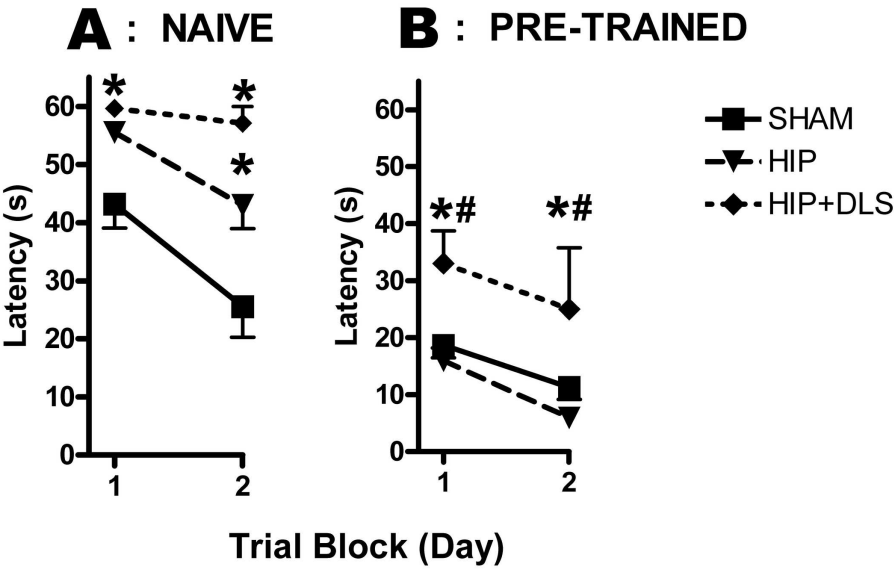 A : NAIVE
B : PRE-TRAINED
Latency (s)
60
50
40
30
20
10
0
*
*
*
1
2
Latency (s)
60
50
40
30
20
10
0
*#
*#
1
2
SHAM
HIP
HIP+DLS
Trial Block (Day)